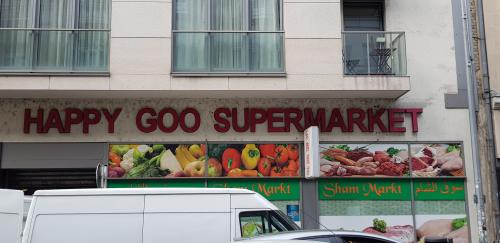 HAPPY GOO SUPERMARKET
Sham Markt
Sham Markt
سوق الشام